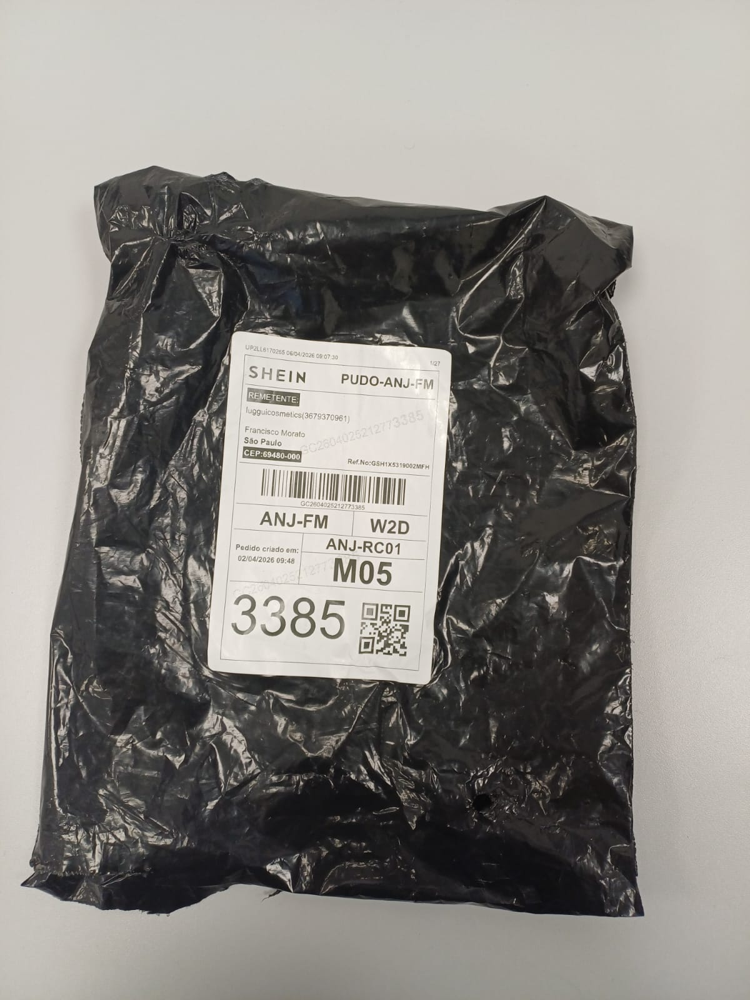 UP2LL6170265 06/04/2026 09:07:30
1/27
SHEIN PUDO-ANJ-FM
REMETENTE:
lugguicosmetics(3679370961)
GC2604025212773385
Francisco Morato
São Paulo
CEP:69480-000
Ref.No:GSH1X5319002MFH
GC2604025212773385
ANJ-FM W2D
ANJ-RC01
Pedido criado em:
02/04/2026 09:48
M05
GC2604025212773385
3385